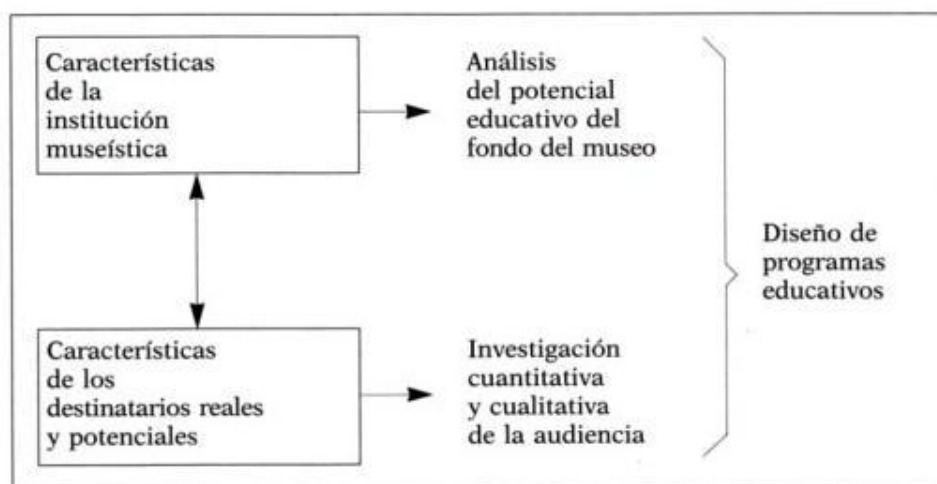 Características
de la
institución
museística
Análisis
del potencial
educativo del
fondo del museo
Diseño de
programas
educativos
Características
de los
destinatarios reales
y potenciales
Investigación
cuantitativa
y cualitativa
de la audiencia